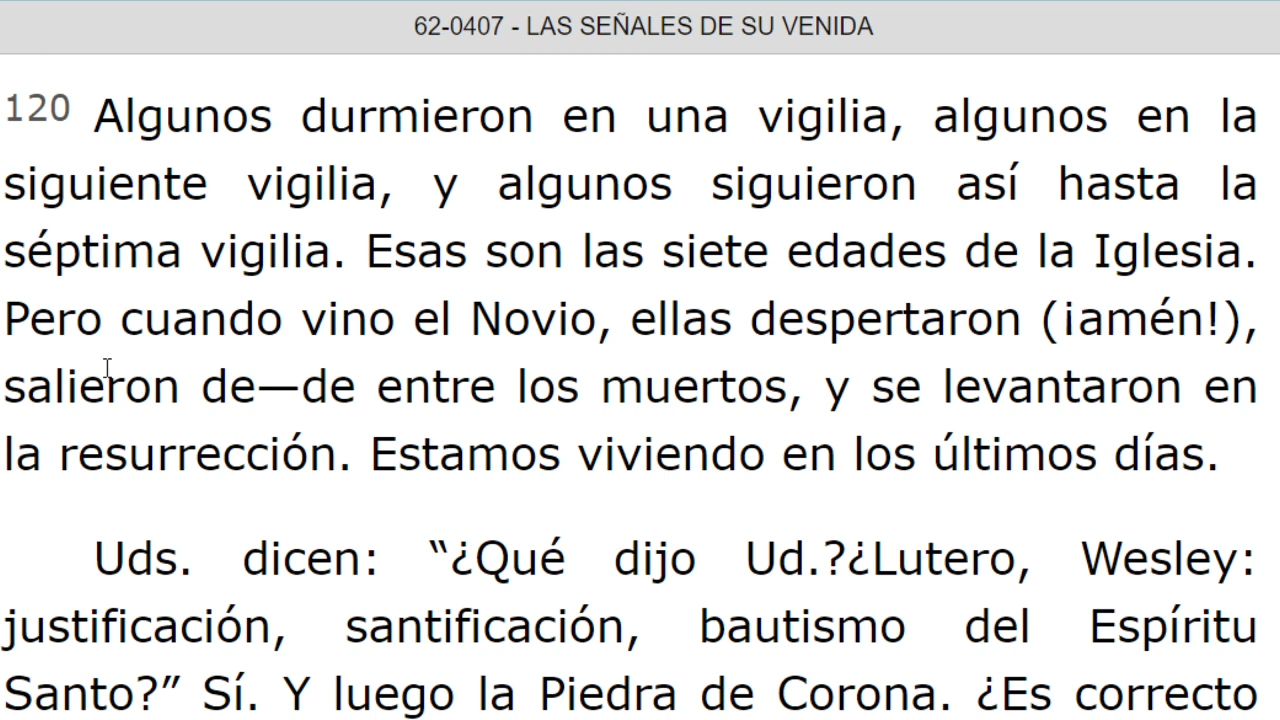 62-0407 - LAS SEÑALES DE SU VENIDA
120 Algunos durmieron en una vigilia, algunos en la
siguiente vigilia, y algunos siguieron así hasta la
séptima vigilia. Esas son las siete edades de la Iglesia.
Pero cuando vino el Novio, ellas despertaron (¡amén!),
salieron de—de entre los muertos, y se levantaron en
la resurrección. Estamos viviendo en los últimos días.
Uds. dicen: “¿Qué dijo Ud.?¿Lutero, Wesley:
justificación, santificación, bautismo del Espíritu
Santo?” Sí. Y luego la Piedra de Corona. ¿Es correcto